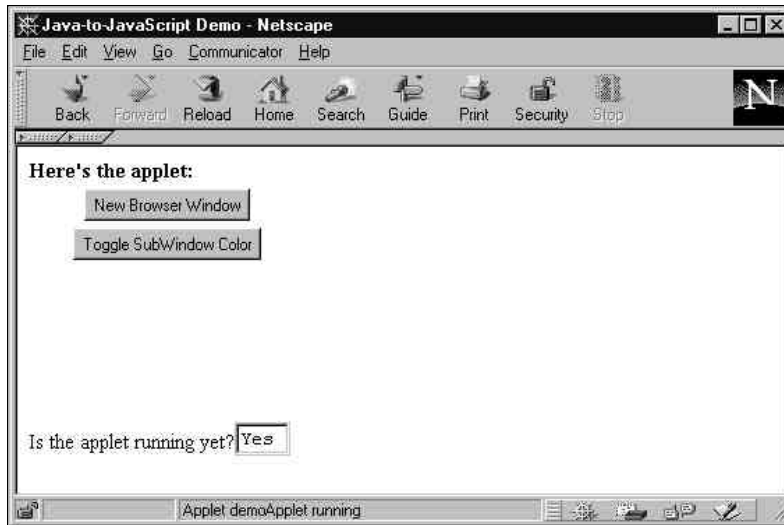 Java-to-JavaScript Demo - Netscape
File Edit View Go Communicator Help
Back Forward Reload Home Search Guide Print Security Stop
N
Here's the applet:
New Browser Window
Toggle SubWindow Color
Is the applet running yet? Yes
Applet demoApplet running